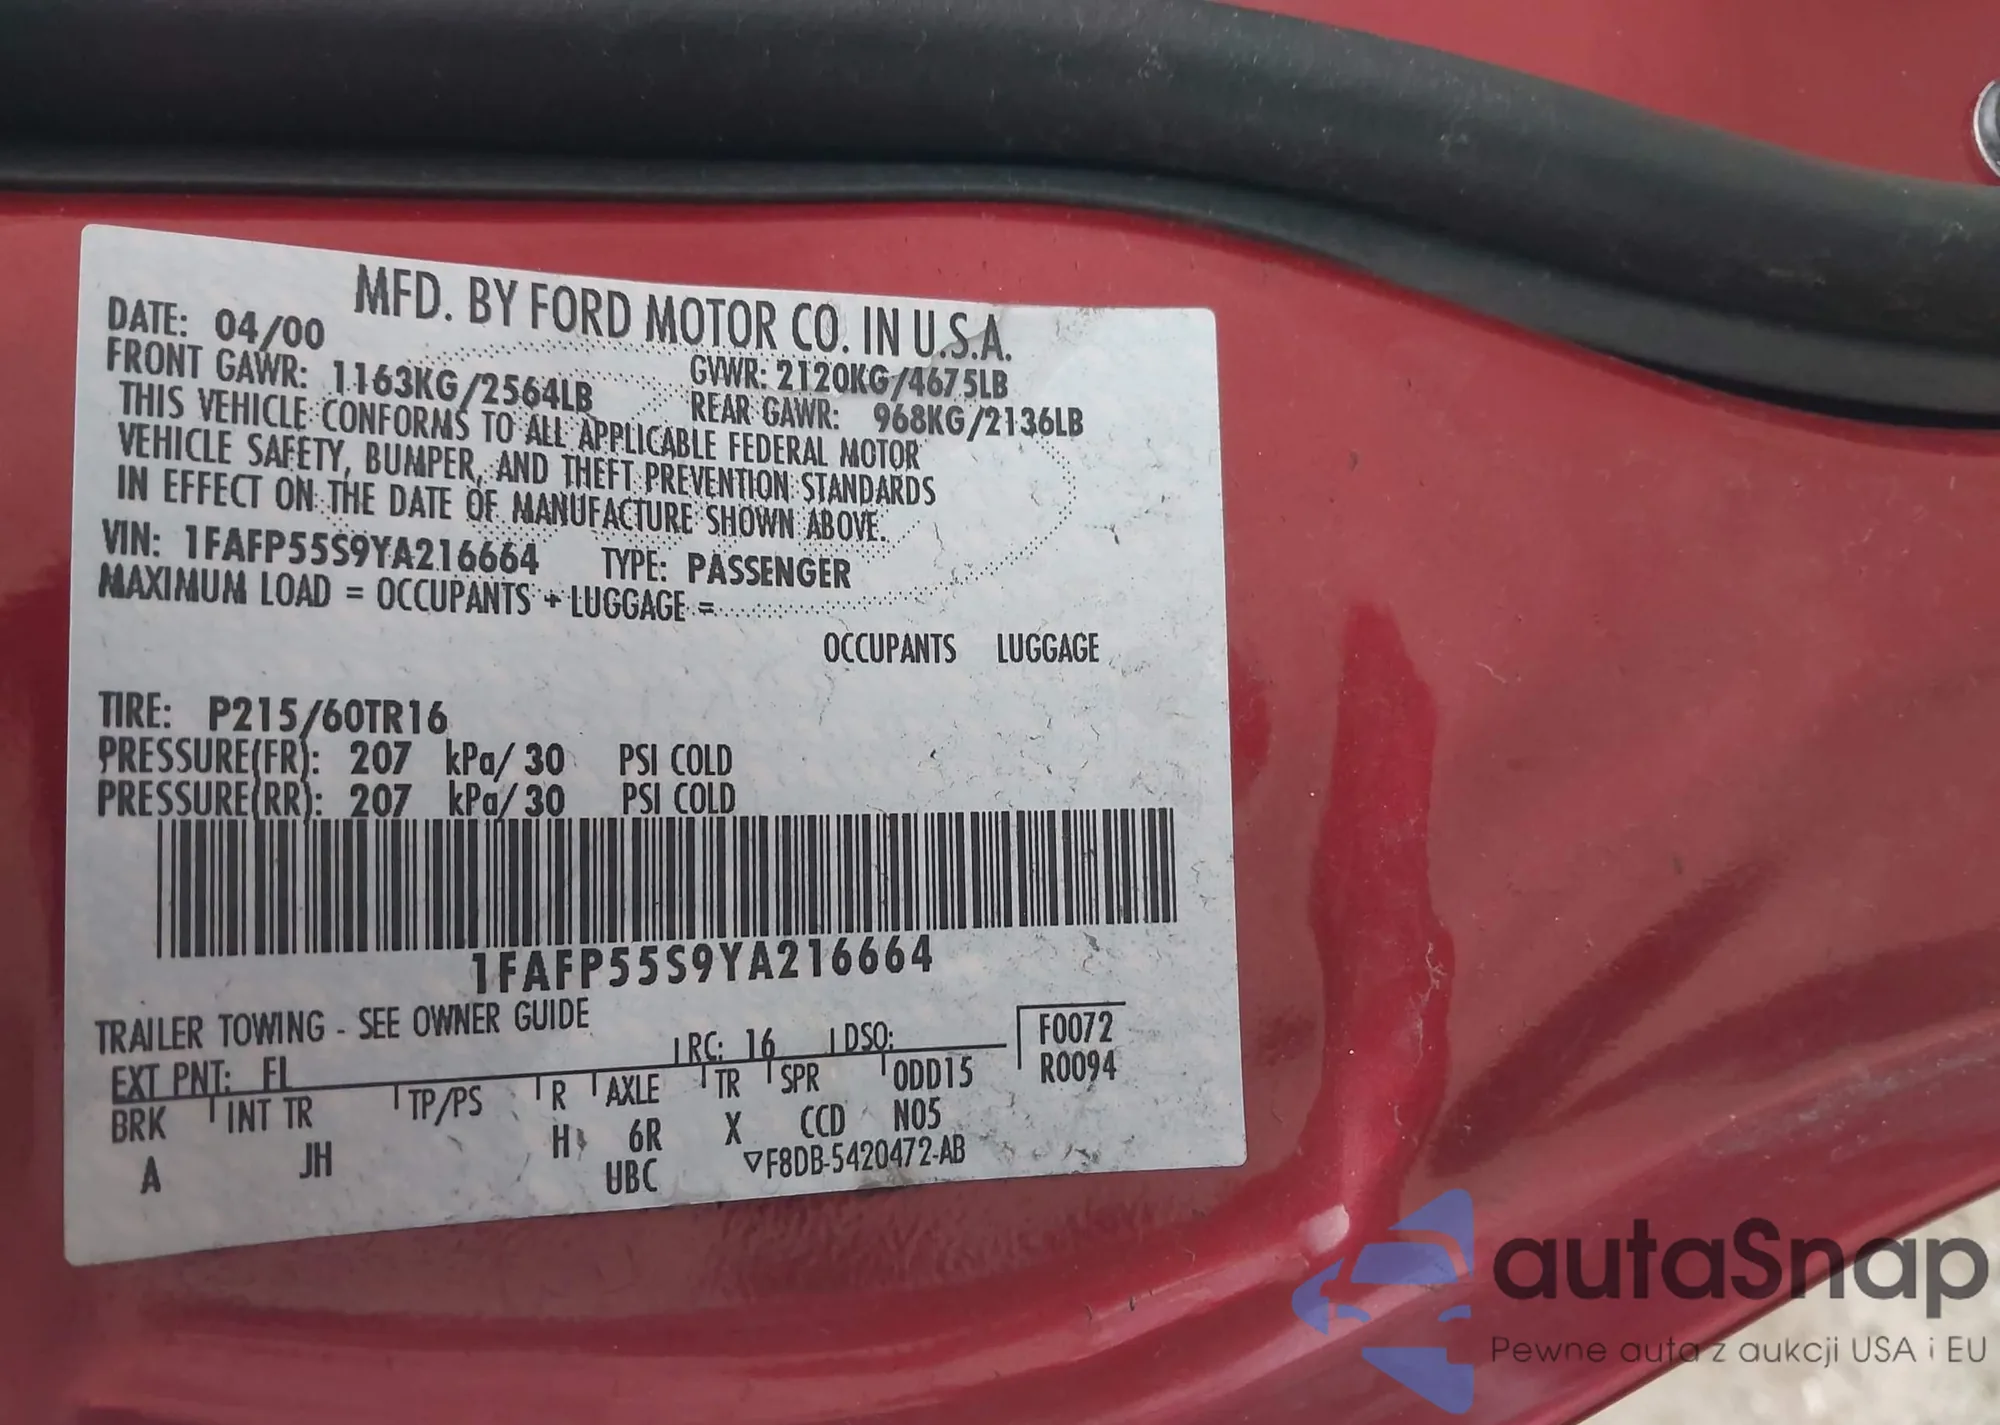 MFD. BY FORD MOTOR CO. IN U.S.A.
DATE: 04/00
GVWR: 2120KG/4675LB
FRONT GAWR: 1163KG/2564LB
REAR GAWR: 968KG/2136LB
THIS VEHICLE CONFORMS TO ALL APPLICABLE FEDERAL MOTOR
VEHICLE SAFETY, BUMPER, AND THEFT PREVENTION STANDARDS
IN EFFECT ON THE DATE OF MANUFACTURE SHOWN ABOVE.
VIN: 1FAFP55S9YA216664 TYPE: PASSENGER
MAXIMUM LOAD = OCCUPANTS + LUGGAGE =
OCCUPANTS LUGGAGE
TIRE: P215/60TR16
PRESSURE(FR): 207 kPa/ 30 PSI COLD
PRESSURE(RR): 207 kPa/ 30 PSI COLD
1FAFP55S9YA216664
TRAILER TOWING - SEE OWNER GUIDE
EXT PNT: FL RC: 16 DSO: F0072
R0094
BRK INT TR TP/PS R AXLE TR SPR ODD15
A JH H 6R X CCD N05
UBC ▽F8DB-5420472-AB
autaSnap
Pewne auta z aukcji USA i EU